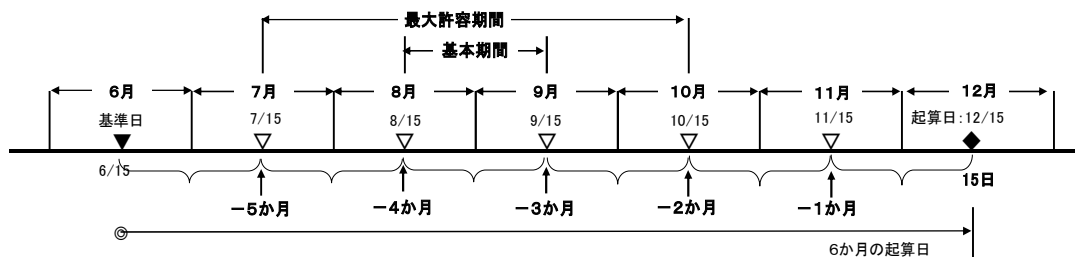 最大許容期間
基本期間
6月 7月 8月 9月 10月 11月 12月
基準日 7/15 8/15 9/15 10/15 11/15 起算日:12/15
6/15 15日
－5か月 －4か月 －3か月 －2か月 －1か月
6か月の起算日